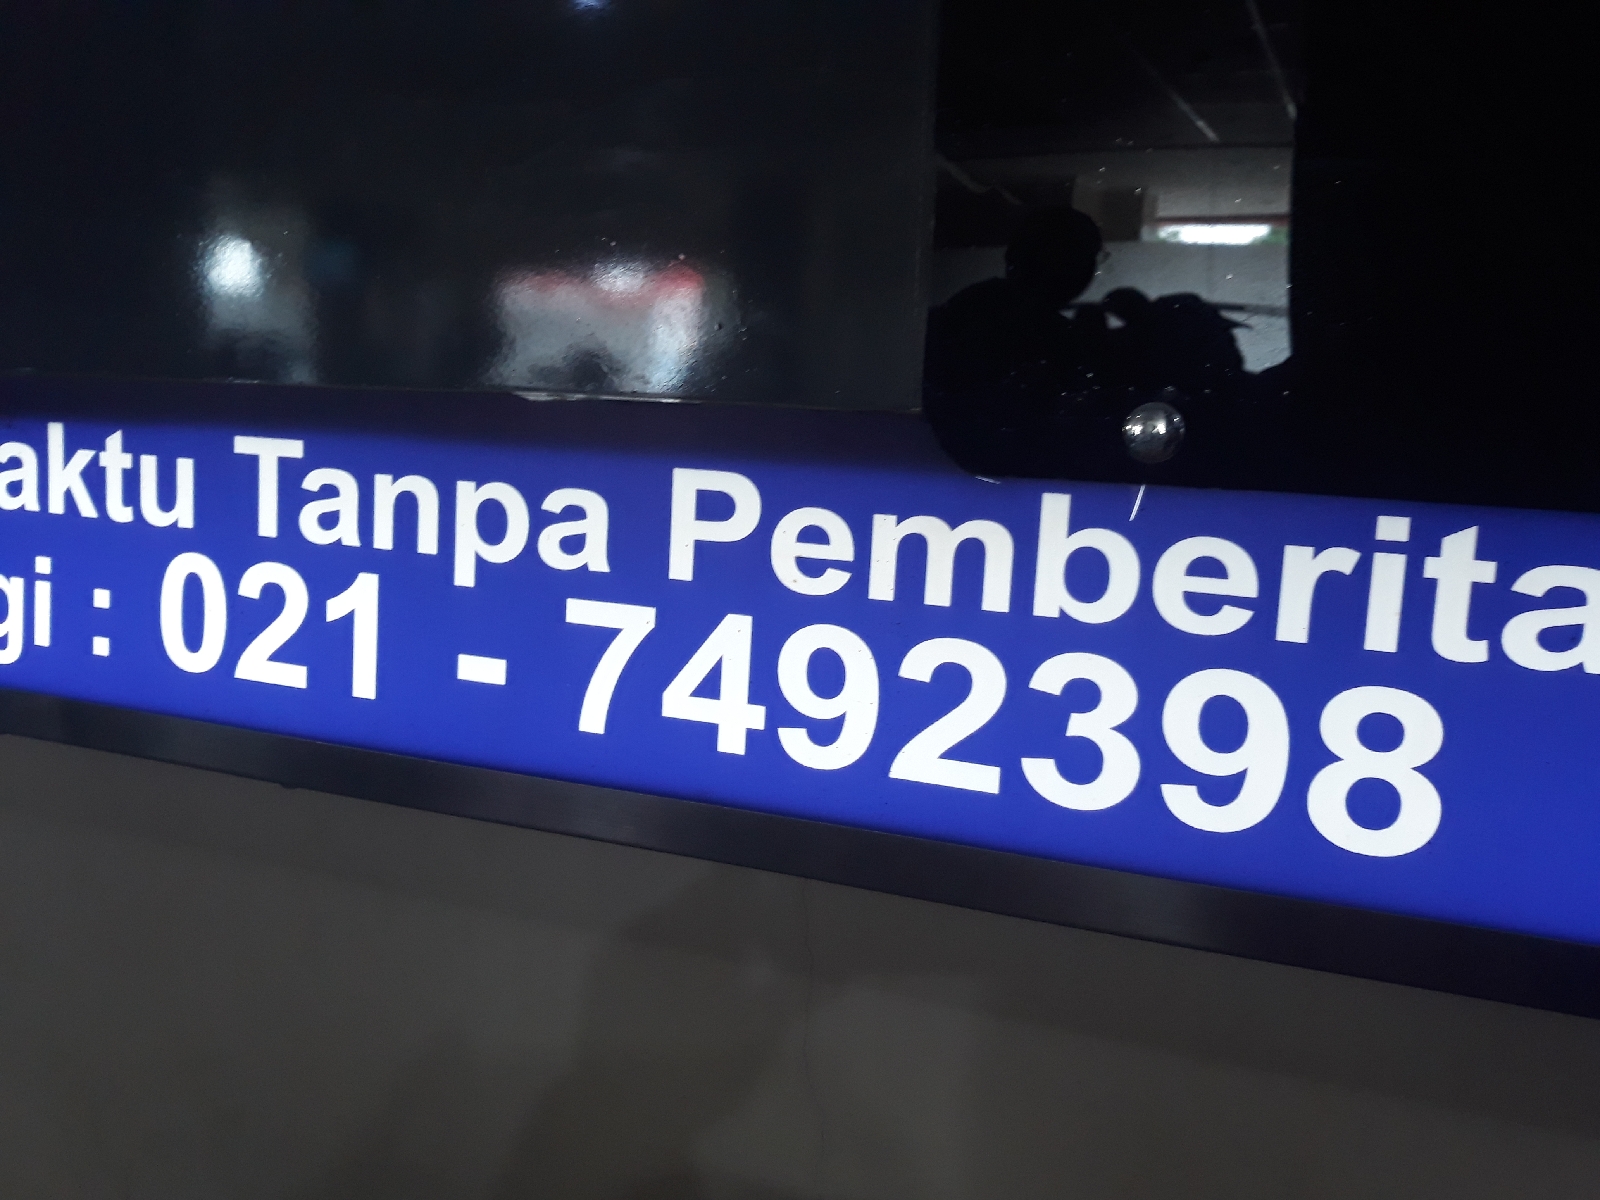 aktu Tanpa Pemberita
gi : 021 - 7492398